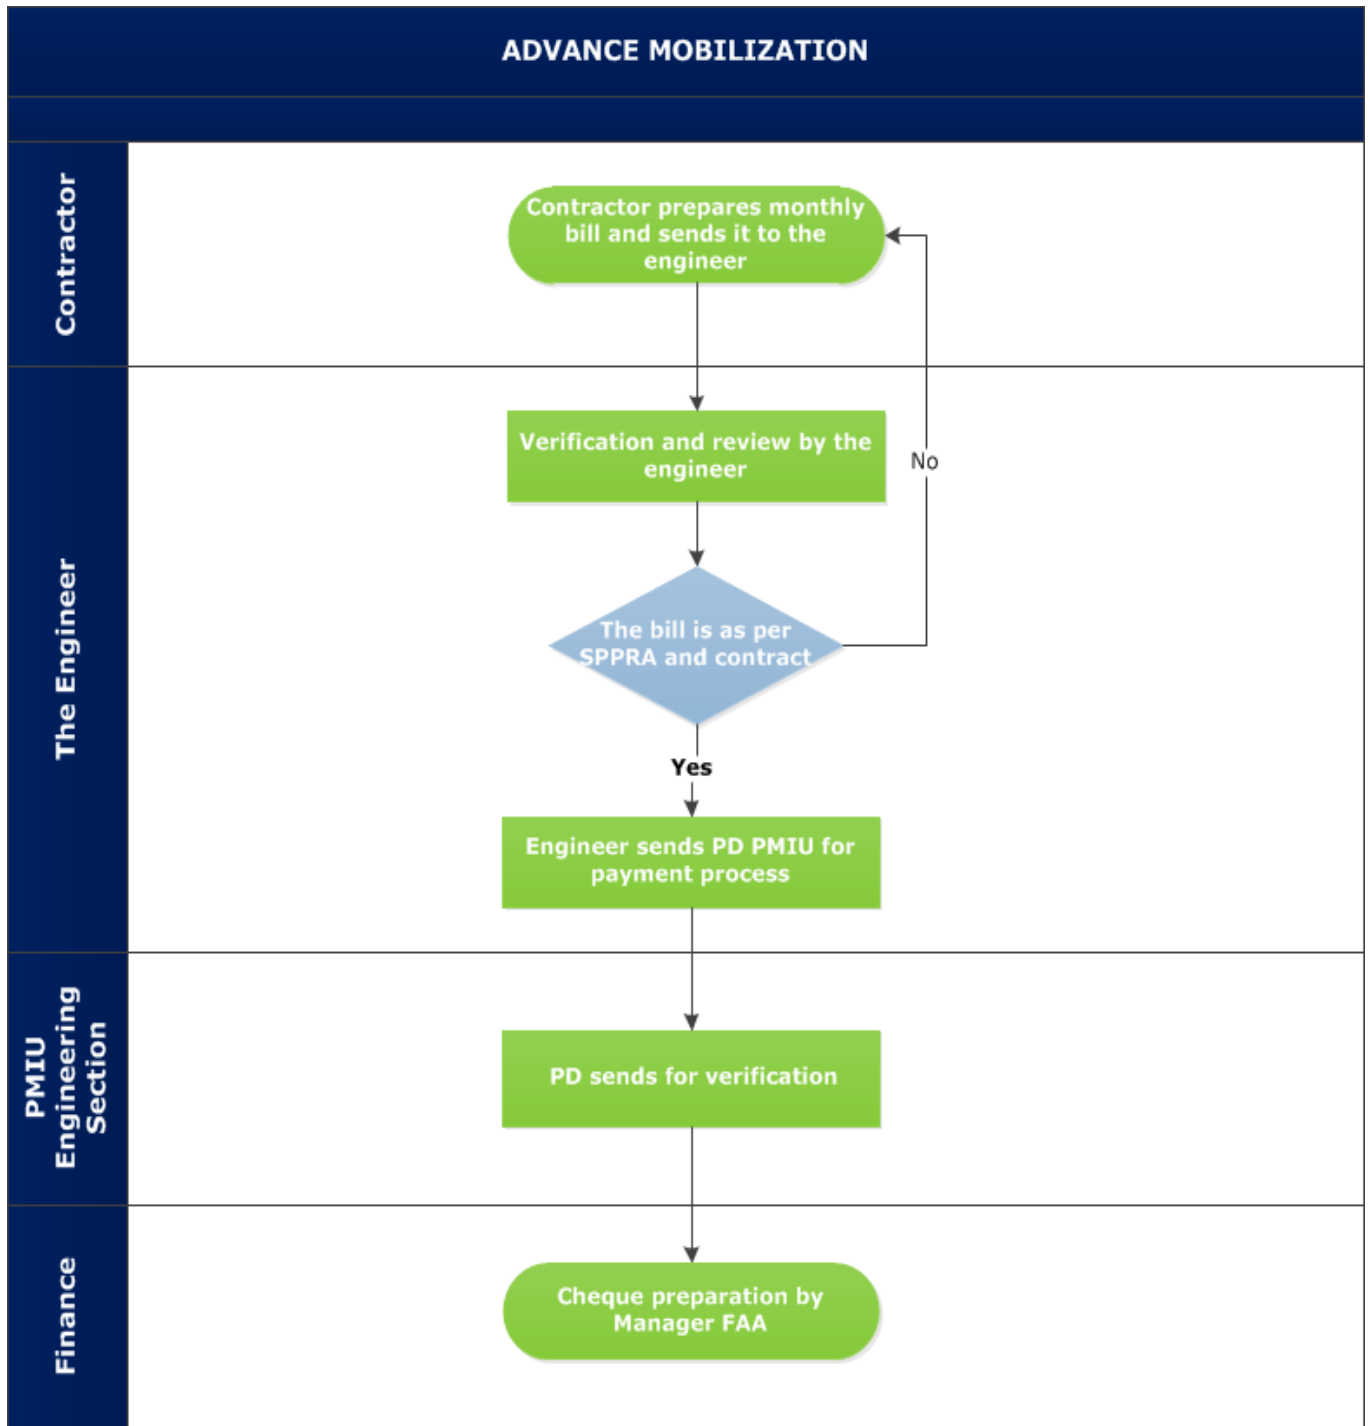 ADVANCE MOBILIZATION
Contractor
Contractor prepares monthly
bill and sends it to the
engineer
The Engineer
Verification and review by the
engineer
No
The bill is as per
SPPRA and contract
Yes
Engineer sends PD PMIU for
payment process
PMIU
Engineering
Section
PD sends for verification
Finance
Cheque preparation by
Manager FAA